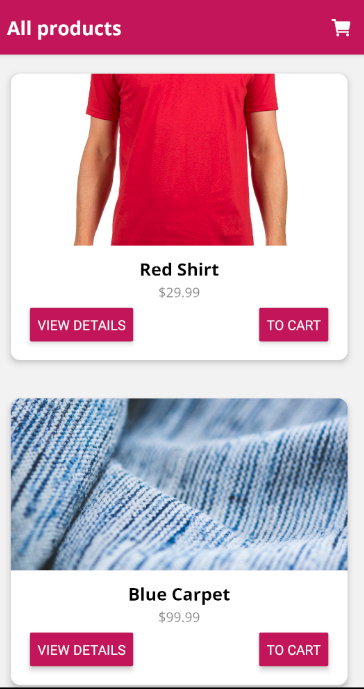 All products
Red Shirt
$29.99
VIEW DETAILS
TO CART
Blue Carpet
$99.99
VIEW DETAILS
TO CART